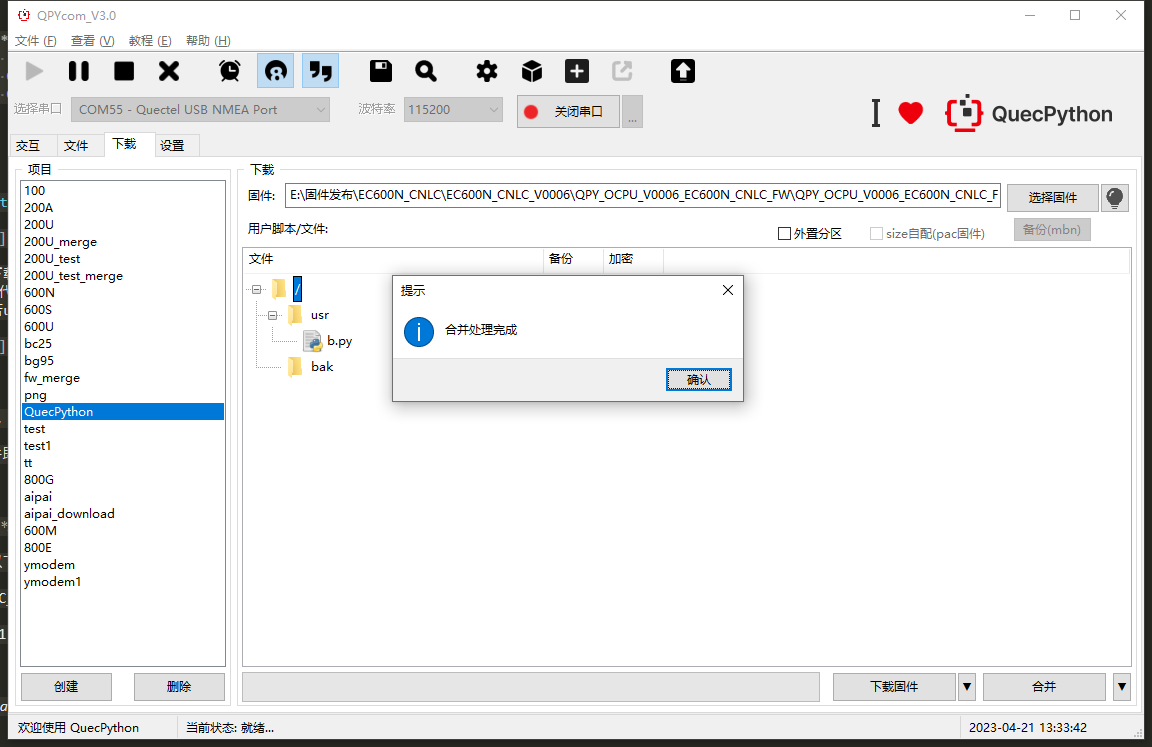 QPYcom_V3.0
文件 (F) 查看 (V) 教程 (E) 帮助 (H)
选择串口 COM55 - Quectel USB NMEA Port 波特率 115200 关闭串口 ... QuecPython
交互 文件 下载 设置
项目
100
200A
200U
200U_merge
200U_test
200U_test_merge
600N
600S
600U
bc25
bg95
fw_merge
png
QuecPython
test
test1
tt
800G
aipai
aipai_download
600M
800E
ymodem
ymodem1
创建 删除
下载
固件: E:\固件发布\EC600N_CNLC\EC600N_CNLC_V0006\QPY_OCPU_V0006_EC600N_CNLC_FW\QPY_OCPU_V0006_EC600N_CNLC_F 选择固件
用户脚本/文件: 外置分区 size自配(pac固件) 备份(mbn)
文件 备份 加密
/
usr
b.py
bak
提示
合并处理完成
确认
下载固件 合并
欢迎使用 QuecPython 当前状态: 就绪... 2023-04-21 13:33:42